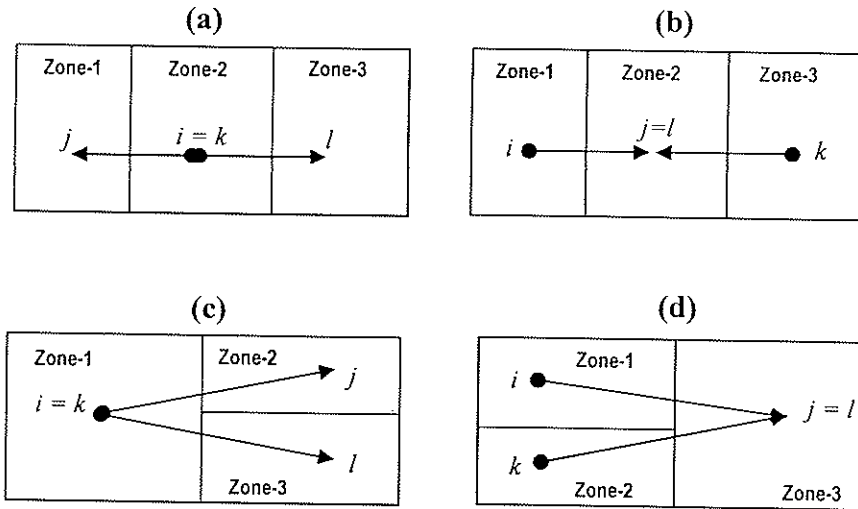 (a)
Zone-1 Zone-2 Zone-3
j i = k l
(b)
Zone-1 Zone-2 Zone-3
i j=l k
(c)
Zone-1 Zone-2
j
i = k
l
Zone-3
(d)
Zone-1
i
j = l
k
Zone-2 Zone-3